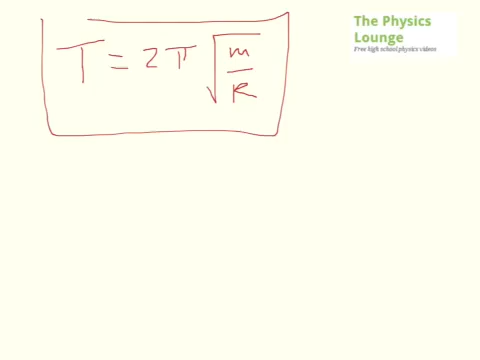 T = 2π √(m/k)
The Physics
Lounge
Free high school physics videos